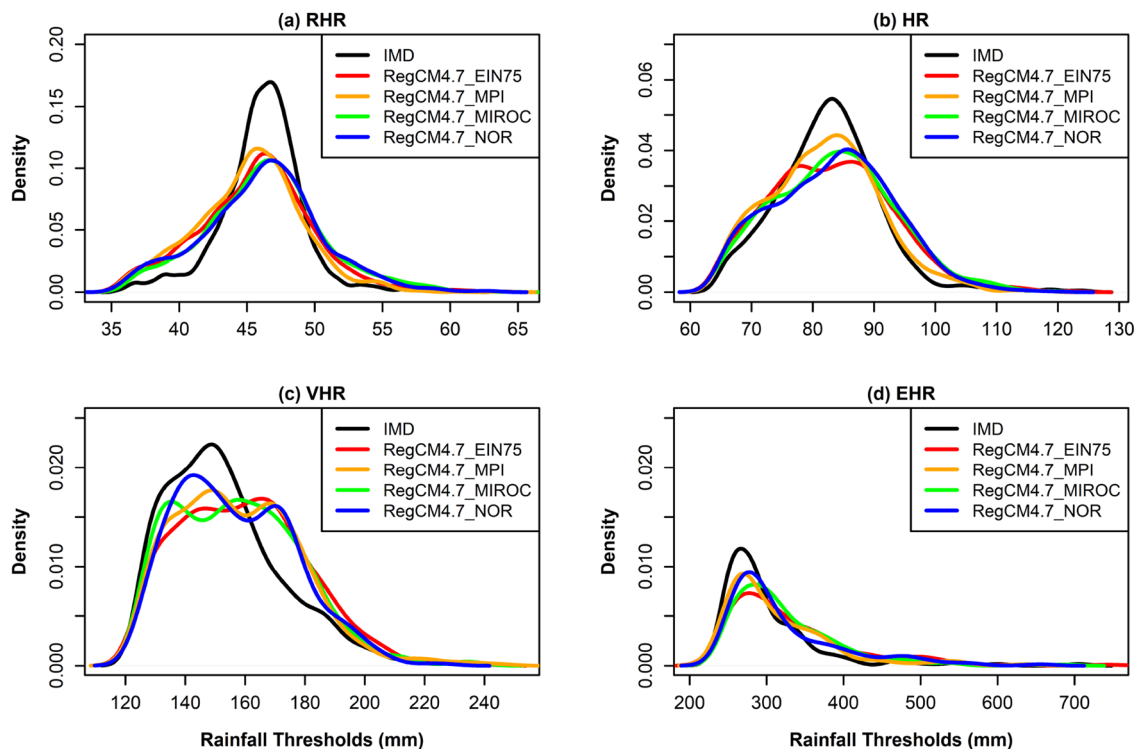 (a) RHR
Density
0.00 0.05 0.10 0.15 0.20
IMD
RegCM4.7_EIN75
RegCM4.7_MPI
RegCM4.7_MIROC
RegCM4.7_NOR
35 40 45 50 55 60 65
(b) HR
Density
0.00 0.02 0.04 0.06
IMD
RegCM4.7_EIN75
RegCM4.7_MPI
RegCM4.7_MIROC
RegCM4.7_NOR
60 70 80 90 100 110 120 130
(c) VHR
Density
0.000 0.010 0.020
IMD
RegCM4.7_EIN75
RegCM4.7_MPI
RegCM4.7_MIROC
RegCM4.7_NOR
120 140 160 180 200 220 240
Rainfall Thresholds (mm)
(d) EHR
Density
0.000 0.010 0.020
IMD
RegCM4.7_EIN75
RegCM4.7_MPI
RegCM4.7_MIROC
RegCM4.7_NOR
200 300 400 500 600 700
Rainfall Thresholds (mm)